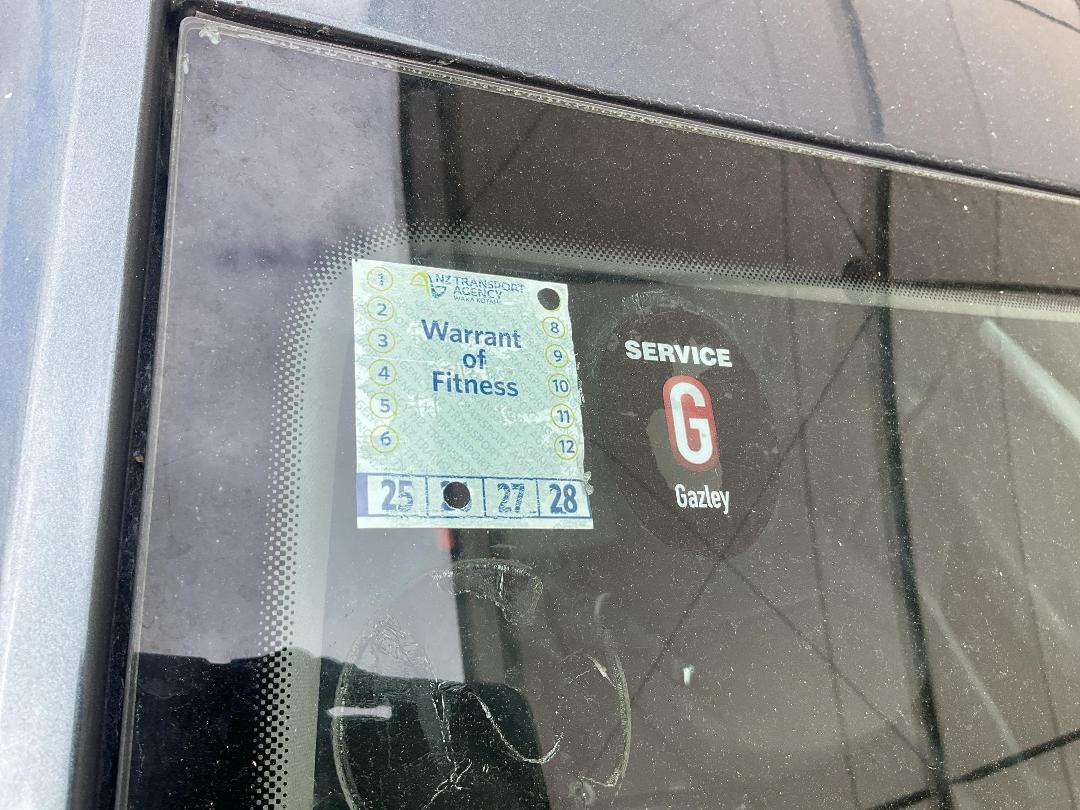 NZ TRANSPORT
AGENCY
WAKA KOTAHI
Warrant
of
Fitness
1
2
3
4
5
6
8
9
10
11
12
25
27
28
SERVICE
G
Gazley